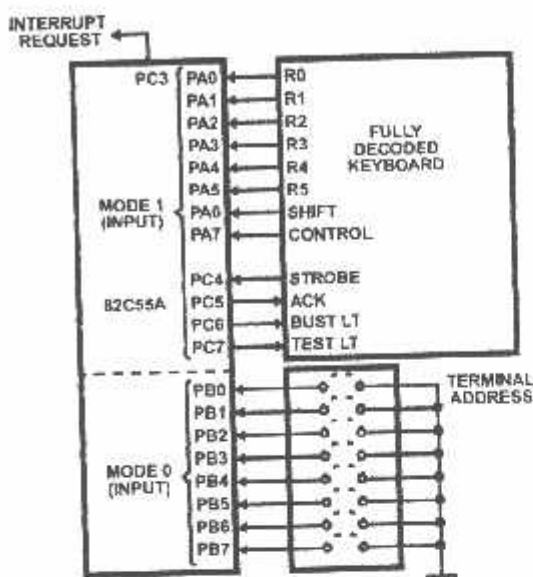 INTERRUPT
REQUEST
PC3 PA0 R0
PA1 R1
PA2 R2
PA3 R3
PA4 R4
PA5 R5
PA6 SHIFT
PA7 CONTROL
FULLY
DECODED
KEYBOARD
MODE 1
(INPUT)
PC4 STROBE
82C55A PC5 ACK
PC6 BUST LT
PC7 TEST LT
PB0
PB1
PB2
PB3
PB4
PB5
PB6
PB7
MODE 0
(INPUT)
TERMINAL
ADDRESS